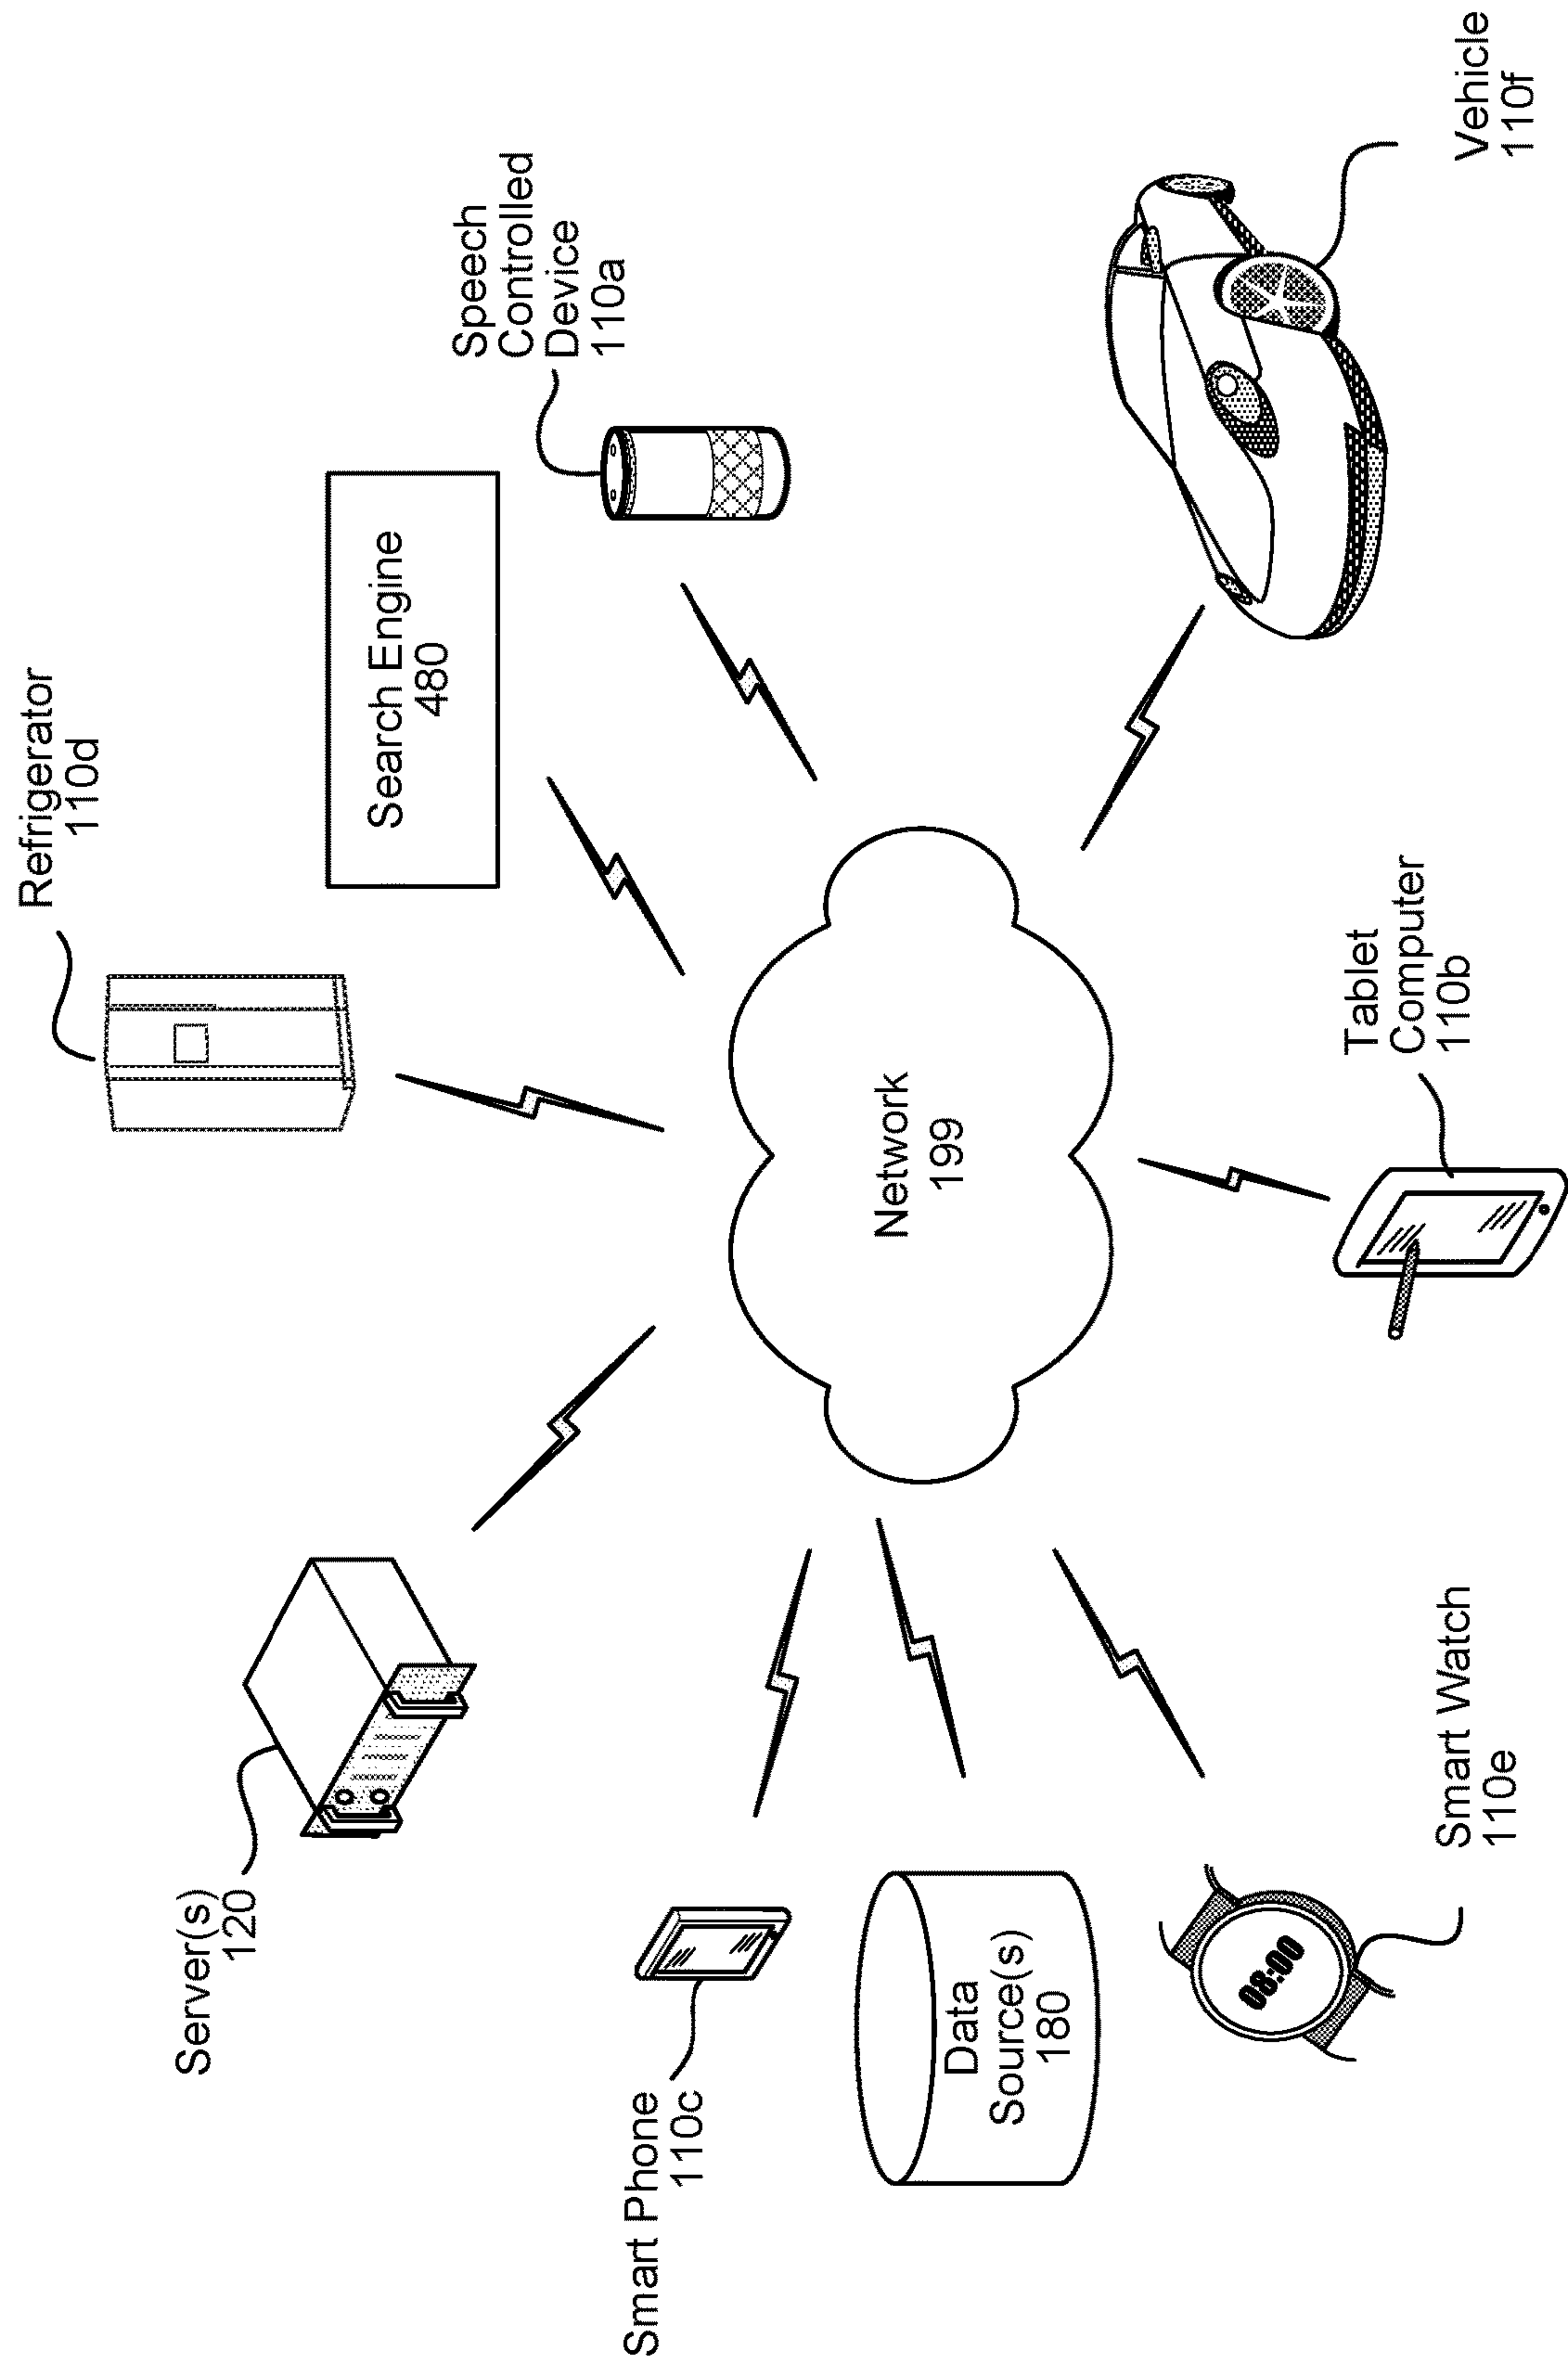 Server(s)
120
Refrigerator
110d
Search Engine
480
Speech
Controlled
Device
110a
Smart Phone
110c
Network
199
Data
Source(s)
180
08:00
Smart Watch
110e
Tablet
Computer
110b
Vehicle
110f